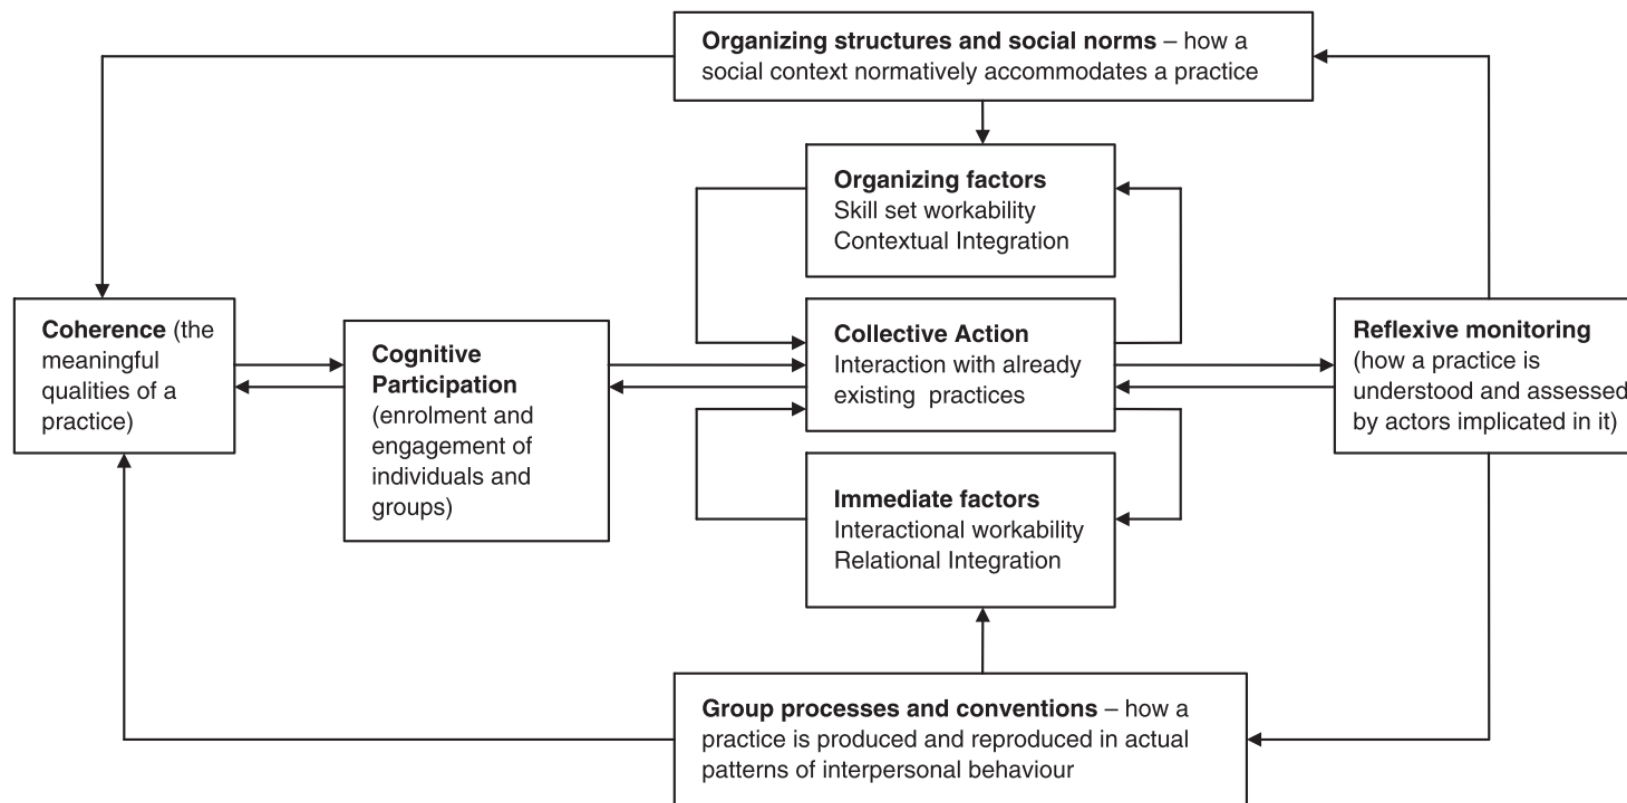 Organizing structures and social norms – how a
social context normatively accommodates a practice
Organizing factors
Skill set workability
Contextual Integration
Coherence (the
meaningful
qualities of a
practice)
Cognitive
Participation
(enrolment and
engagement of
individuals and
groups)
Collective Action
Interaction with already
existing practices
Reflexive monitoring
(how a practice is
understood and assessed
by actors implicated in it)
Immediate factors
Interactional workability
Relational Integration
Group processes and conventions – how a
practice is produced and reproduced in actual
patterns of interpersonal behaviour